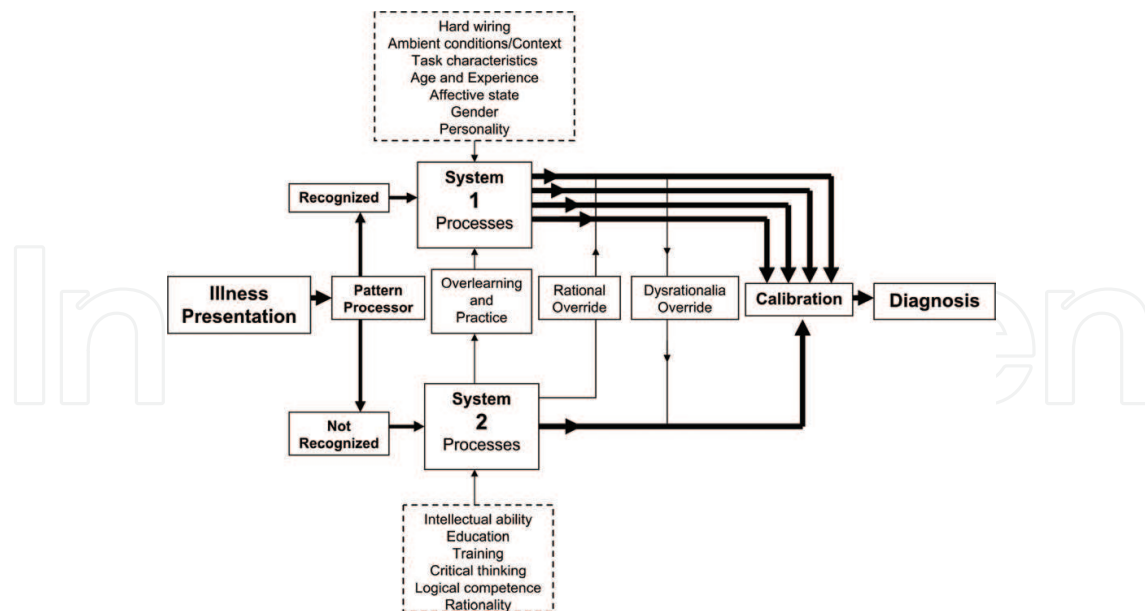 Hard wiring
Ambient conditions/Context
Task characteristics
Age and Experience
Affective state
Gender
Personality
System
1
Processes
Recognized
Illness
Presentation
Pattern
Processor
Overlearning
and
Practice
Rational
Override
Dysrationalia
Override
Calibration
Diagnosis
Not
Recognized
System
2
Processes
Intellectual ability
Education
Training
Critical thinking
Logical competence
Rationality
In
en